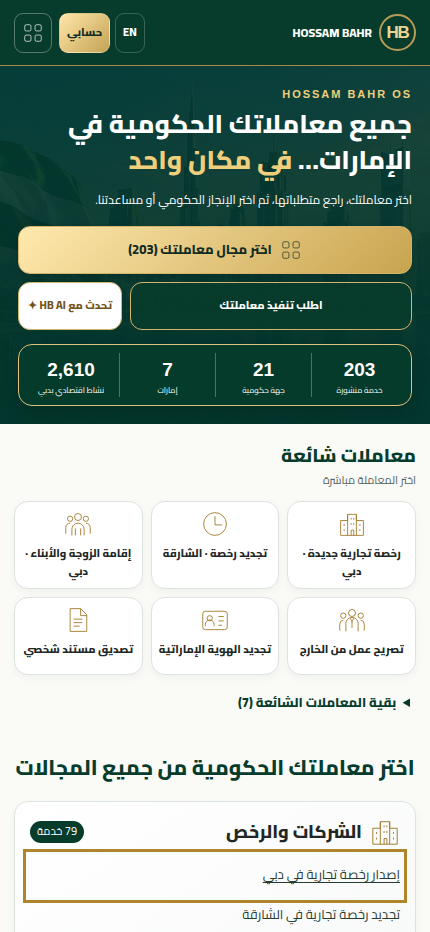 HB
HOSSAM BAHR
EN
حسابي
HOSSAM BAHR OS
جميع معاملاتك الحكومية في
الإمارات... في مكان واحد
اختر معاملتك، راجع متطلباتها، ثم اختر الإنجاز الحكومي أو مساعدتنا.
اختر مجال معاملتك (203)
اطلب تنفيذ معاملتك
تحدث مع HB AI ✦
203
خدمة منشورة
21
جهة حكومية
7
إمارات
2,610
نشاط اقتصادي بدبي
معاملات شائعة
اختر المعاملة مباشرة
رخصة تجارية جديدة ·
دبي
تجديد رخصة · الشارقة
إقامة الزوجة والأبناء ·
دبي
تصريح عمل من الخارج
تجديد الهوية الإماراتية
تصديق مستند شخصي
◀ بقية المعاملات الشائعة (7)
اختر معاملتك الحكومية من جميع المجالات
الشركات والرخص
79 خدمة
إصدار رخصة تجارية في دبي
تجديد رخصة تجارية في الشارقة